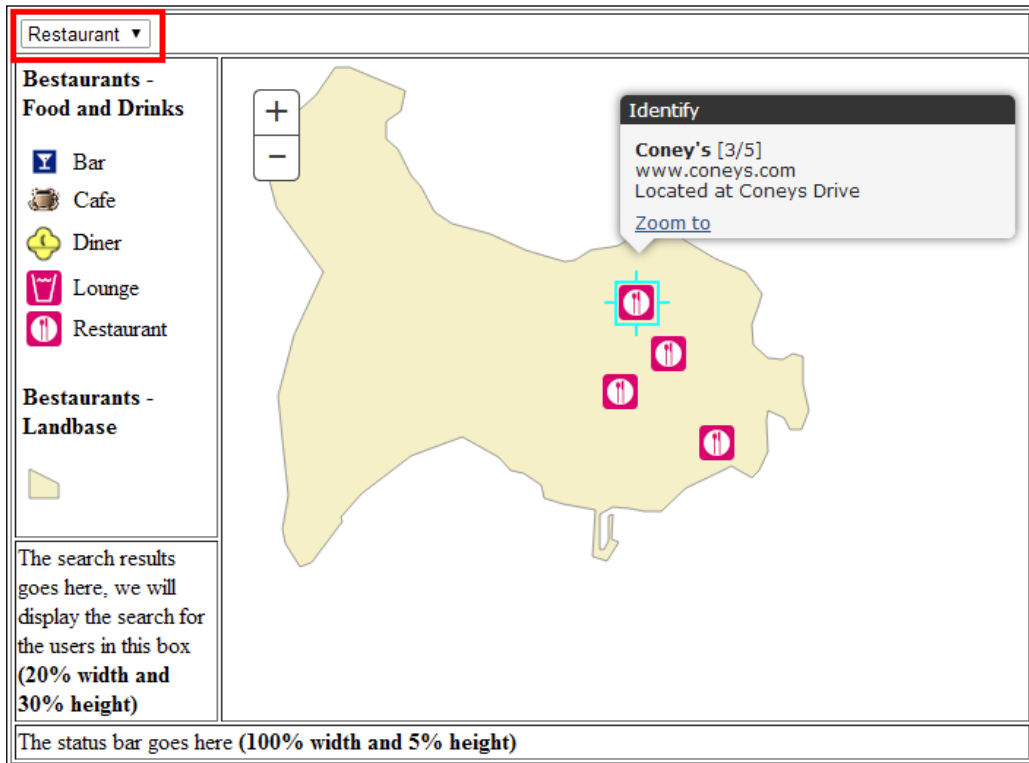 Restaurant ▼
Bestaurants -
Food and Drinks
Bar
Cafe
Diner
Lounge
Restaurant
Bestaurants -
Landbase
The search results
goes here, we will
display the search for
the users in this box
(20% width and
30% height)
+
−
Identify
Coney's [3/5]
www.coneys.com
Located at Coneys Drive
Zoom to
The status bar goes here (100% width and 5% height)